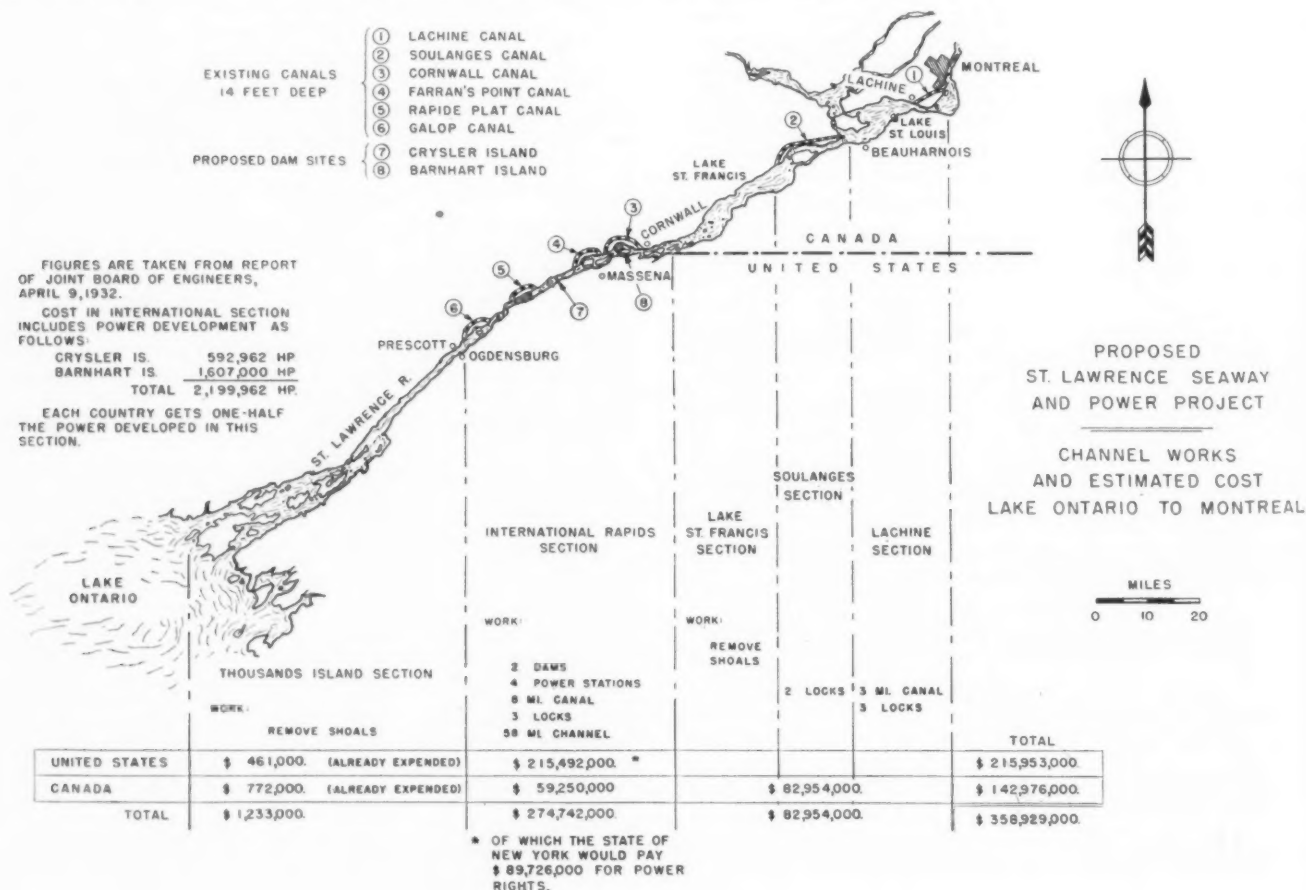 EXISTING CANALS
14 FEET DEEP
① LACHINE CANAL
② SOULANGES CANAL
③ CORNWALL CANAL
④ FARRAN'S POINT CANAL
⑤ RAPIDE PLAT CANAL
⑥ GALOP CANAL
PROPOSED DAM SITES
⑦ CRYSLER ISLAND
⑧ BARNHART ISLAND
MONTREAL
①
LACHINE
LAKE
ST. LOUIS
②
BEAUHARNOIS
LAKE
ST. FRANCIS
③
CORNWALL
④
CANADA
UNITED STATES
MASSENA
⑤
⑦
⑧
⑥
PRESCOTT
OGDENSBURG
ST. LAWRENCE R.
LAKE
ONTARIO
FIGURES ARE TAKEN FROM REPORT
OF JOINT BOARD OF ENGINEERS,
APRIL 9, 1932.
COST IN INTERNATIONAL SECTION
INCLUDES POWER DEVELOPMENT AS
FOLLOWS:
CRYSLER IS. 592,962 HP
BARNHART IS. 1,607,000 HP
TOTAL 2,199,962 HP.
EACH COUNTRY GETS ONE-HALF
THE POWER DEVELOPED IN THIS
SECTION.
PROPOSED
ST. LAWRENCE SEAWAY
AND POWER PROJECT
CHANNEL WORKS
AND ESTIMATED COST
LAKE ONTARIO TO MONTREAL
MILES
0 10 20
THOUSANDS ISLAND SECTION
WORK:
REMOVE SHOALS
INTERNATIONAL RAPIDS
SECTION
WORK:
2 DAMS
4 POWER STATIONS
8 MI. CANAL
3 LOCKS
58 MI. CHANNEL
LAKE
ST. FRANCIS
SECTION
WORK:
REMOVE
SHOALS
SOULANGES
SECTION
2 LOCKS
LACHINE
SECTION
3 MI. CANAL
3 LOCKS
TOTAL
UNITED STATES $ 461,000. (ALREADY EXPENDED) $ 215,492,000. * $ 215,953,000.
CANADA $ 772,000. (ALREADY EXPENDED) $ 59,250,000 $ 82,954,000. $ 142,976,000.
TOTAL $ 1,233,000. $ 274,742,000. $ 82,954,000. $ 358,929,000.
* OF WHICH THE STATE OF
NEW YORK WOULD PAY
$ 89,726,000 FOR POWER
RIGHTS.